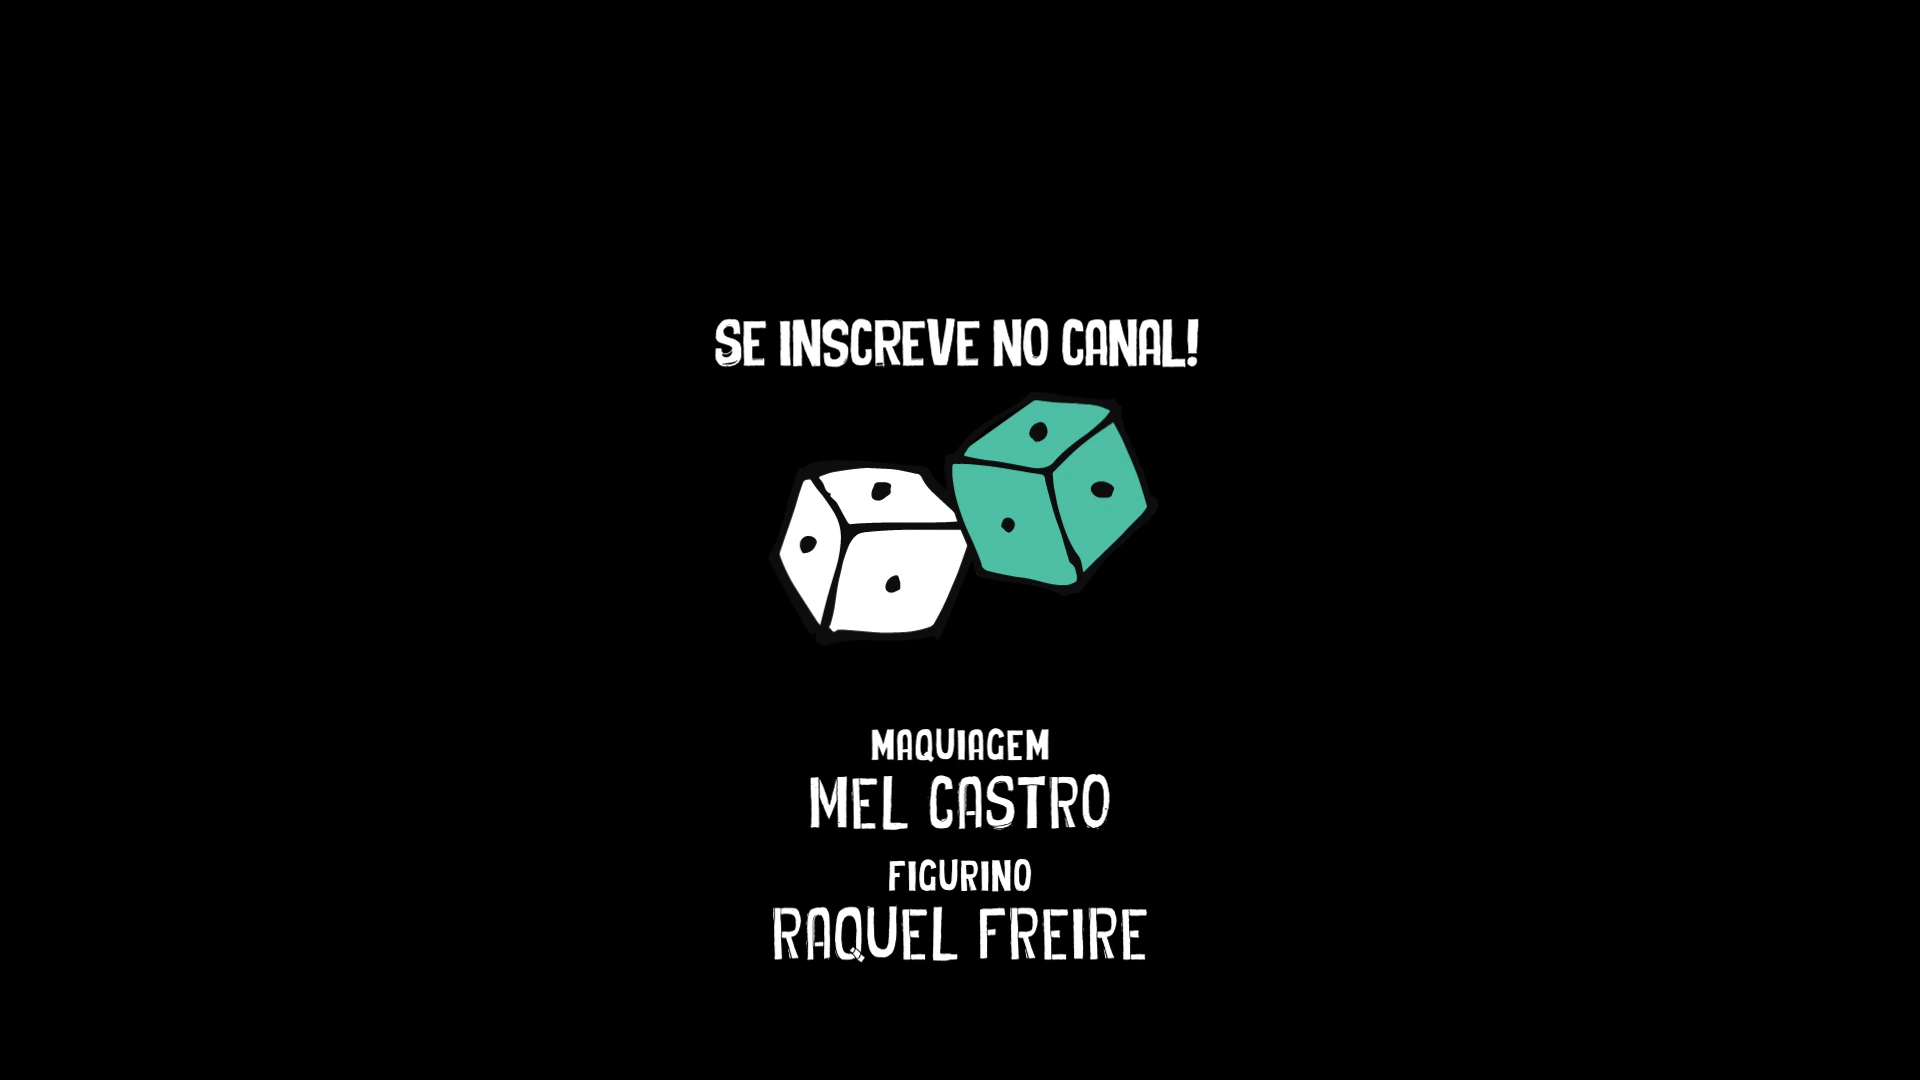 SE INSCREVE NO CANAL!
MAQUIAGEM
MEL CASTRO
FIGURINO
RAQUEL FREIRE